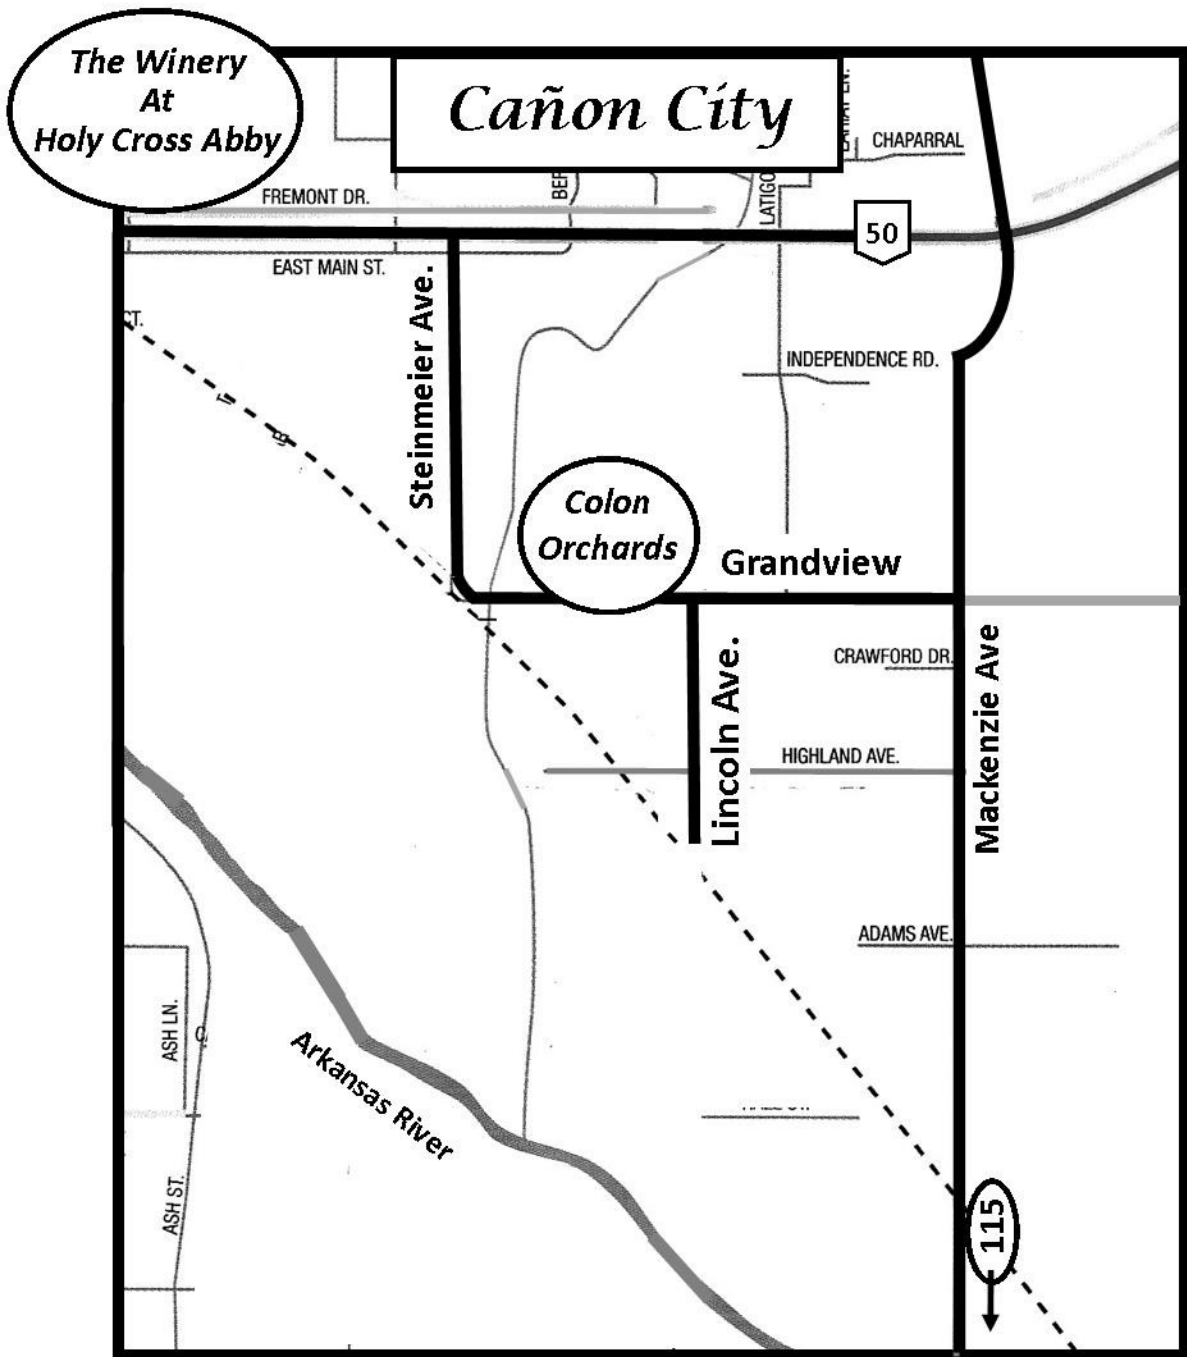 The Winery
At
Holy Cross Abby
Cañon City
CHAPARRAL
FREMONT DR.
LATIGO
50
EAST MAIN ST.
CT.
Steinmeier Ave.
INDEPENDENCE RD.
Colon
Orchards
Grandview
CRAWFORD DR.
Lincoln Ave.
Mackenzie Ave
HIGHLAND AVE.
ADAMS AVE.
ASH LN.
Arkansas River
ASH ST.
115